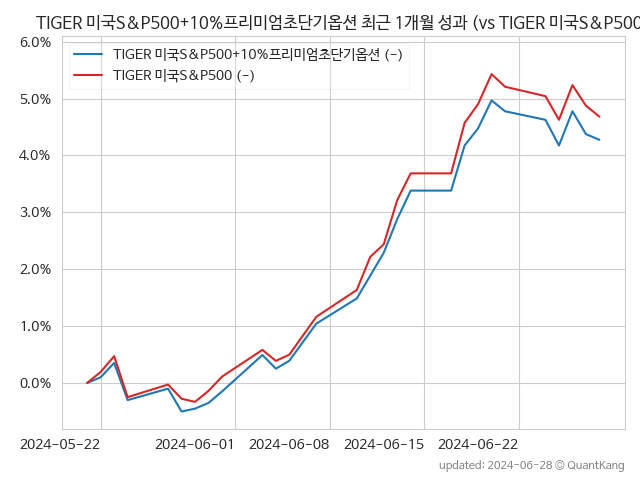 TIGER 미국S&P500+10%프리미엄초단기옵션 최근 1개월 성과 (vs TIGER 미국S&P500
6.0%
TIGER 미국S&P500+10%프리미엄초단기옵션 (-)
TIGER 미국S&P500 (-)
5.0%
4.0%
3.0%
2.0%
1.0%
0.0%
2024-05-22 2024-06-01 2024-06-08 2024-06-15 2024-06-22
updated: 2024-06-28 © QuantKang